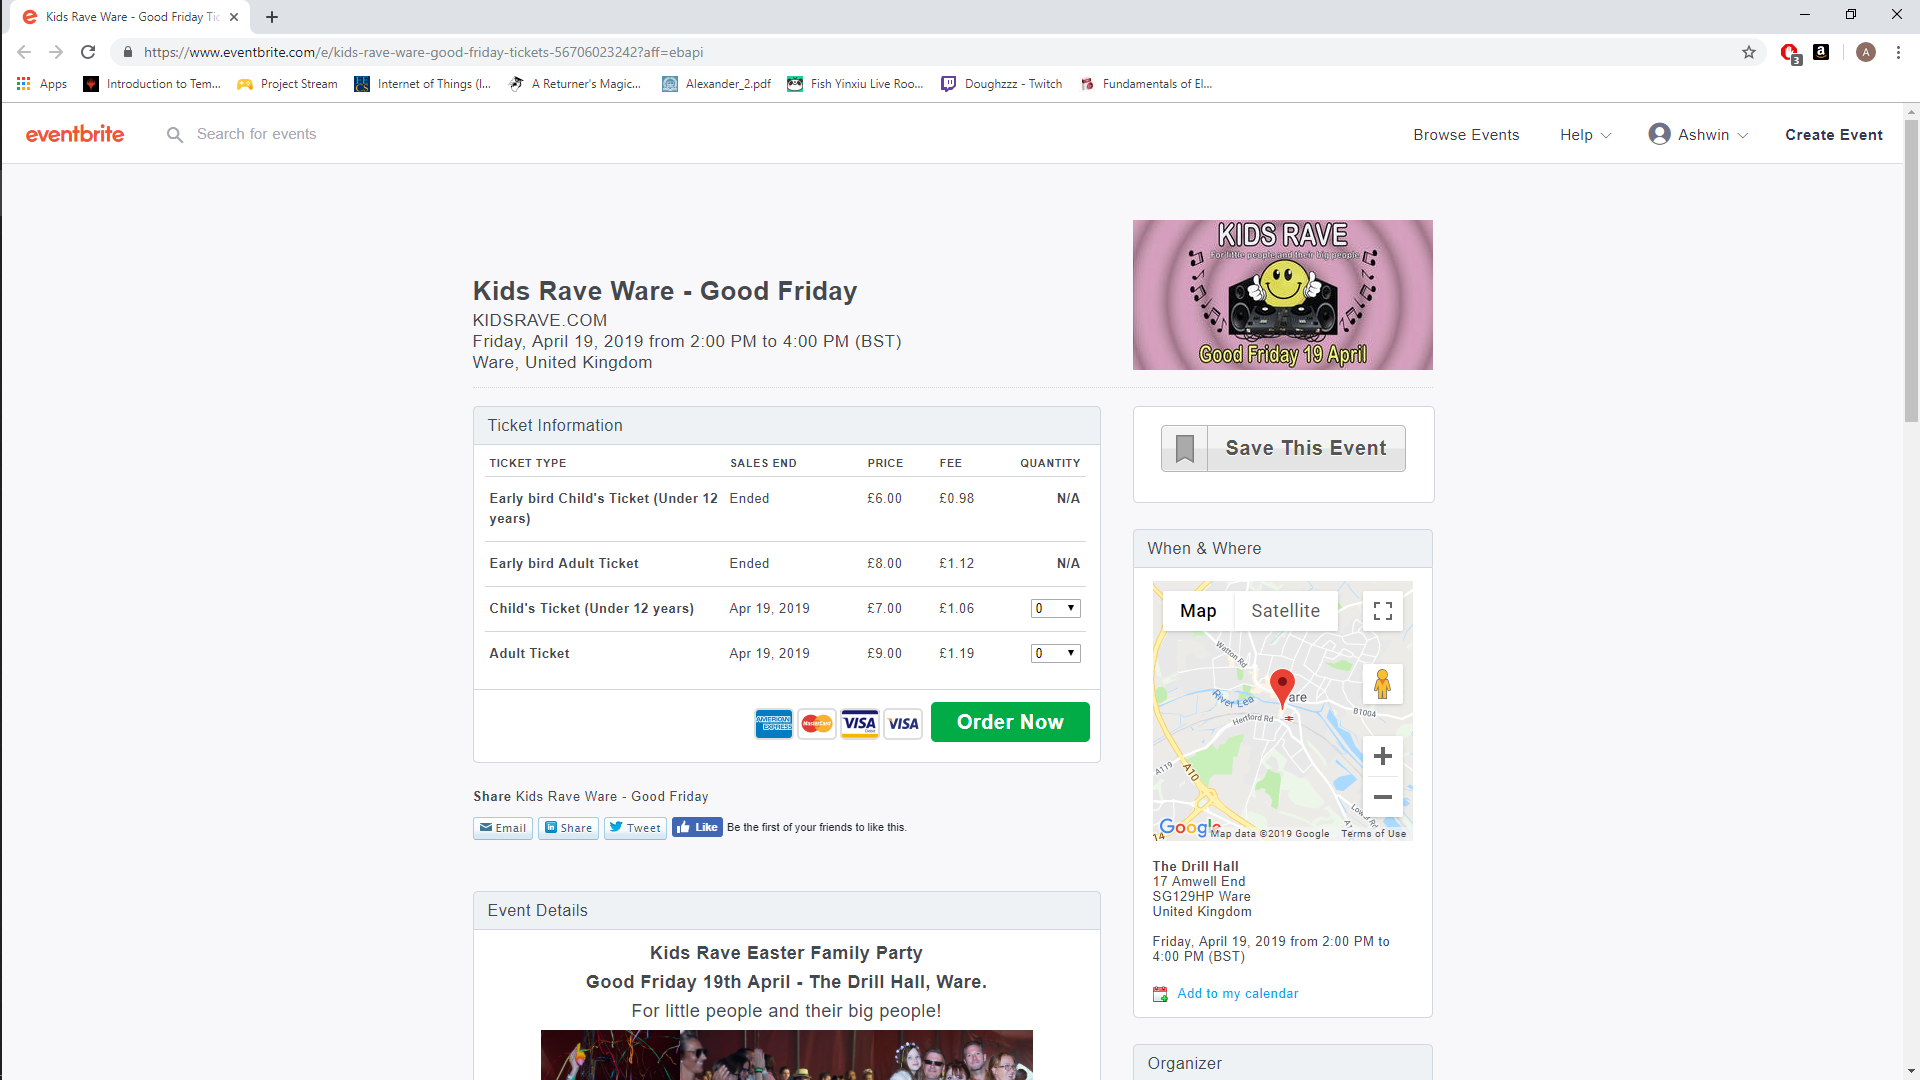 Kids Rave Ware - Good Friday Tic
https://www.eventbrite.com/e/kids-rave-ware-good-friday-tickets-56706023242?aff=ebapi
3
A
Apps
Introduction to Tem...
Project Stream
Internet of Things (I...
A Returner's Magic...
Alexander_2.pdf
Fish Yinxiu Live Roo...
Doughzzz - Twitch
Fundamentals of El...
eventbrite
Search for events
Browse Events
Help
Ashwin
Create Event
KIDS RAVE
For little people and their big people
Good Friday 19 April
Kids Rave Ware - Good Friday
KIDSRAVE.COM
Friday, April 19, 2019 from 2:00 PM to 4:00 PM (BST)
Ware, United Kingdom
Ticket Information
TICKET TYPE SALES END PRICE FEE QUANTITY
Early bird Child's Ticket (Under 12 Ended £6.00 £0.98 N/A
years)
Early bird Adult Ticket Ended £8.00 £1.12 N/A
Child's Ticket (Under 12 years) Apr 19, 2019 £7.00 £1.06 0
Adult Ticket Apr 19, 2019 £9.00 £1.19 0
AMERICAN EXPRESS
MasterCard
VISA
Debit
VISA
Order Now
Share Kids Rave Ware - Good Friday
Email
Share
Tweet
Like
Be the first of your friends to like this.
Event Details
Kids Rave Easter Family Party
Good Friday 19th April - The Drill Hall, Ware.
For little people and their big people!
Save This Event
When & Where
Map
Satellite
Watton Rd
River Lea
are
Hertford Rd
B1004
A119
A10
14
Google
Map data ©2019 Google
Terms of Use
The Drill Hall
17 Amwell End
SG129HP Ware
United Kingdom
Friday, April 19, 2019 from 2:00 PM to
4:00 PM (BST)
Add to my calendar
Organizer